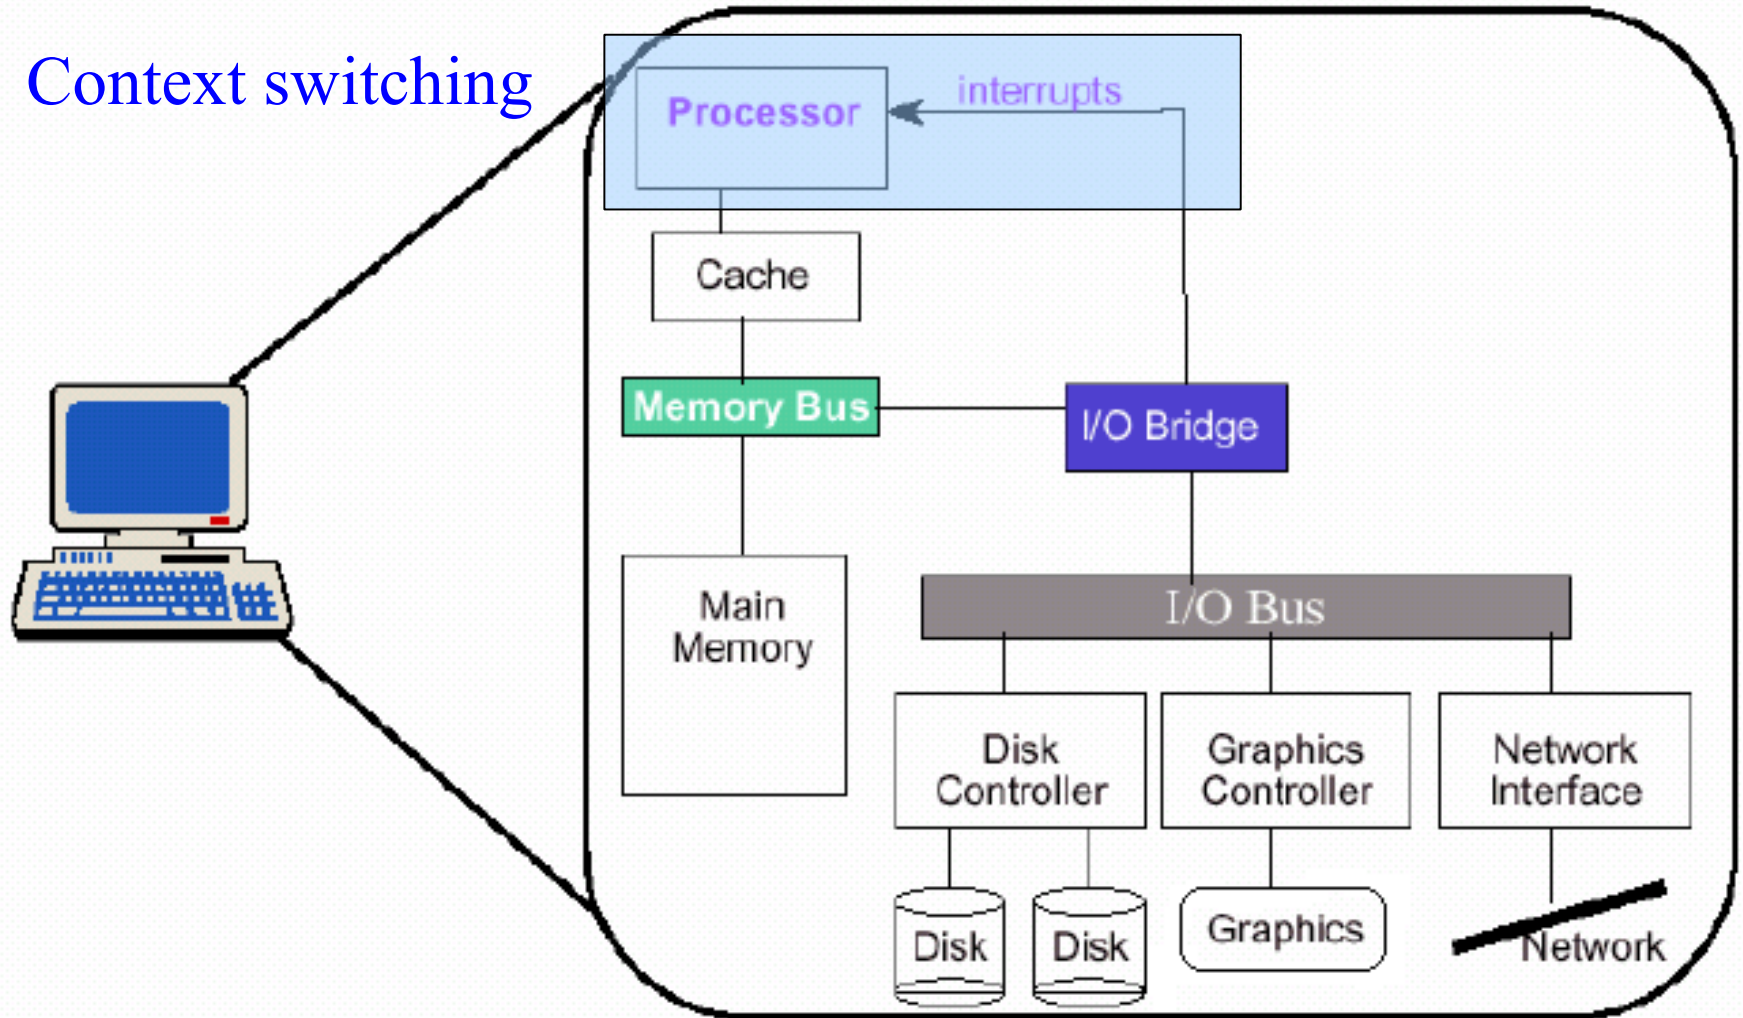 Context switching
Processor
interrupts
Cache
Memory Bus
I/O Bridge
Main
Memory
I/O Bus
Disk
Controller
Graphics
Controller
Network
Interface
Disk
Disk
Graphics
Network